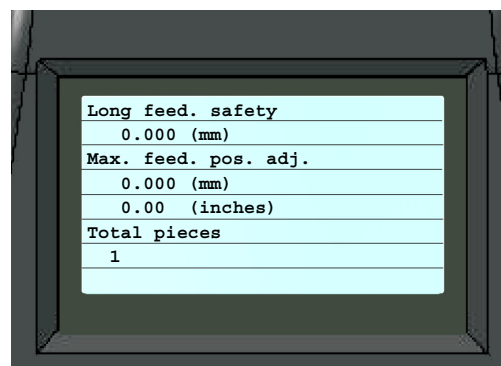 Long feed. safety
0.000 (mm)
Max. feed. pos. adj.
0.000 (mm)
0.00 (inches)
Total pieces
1